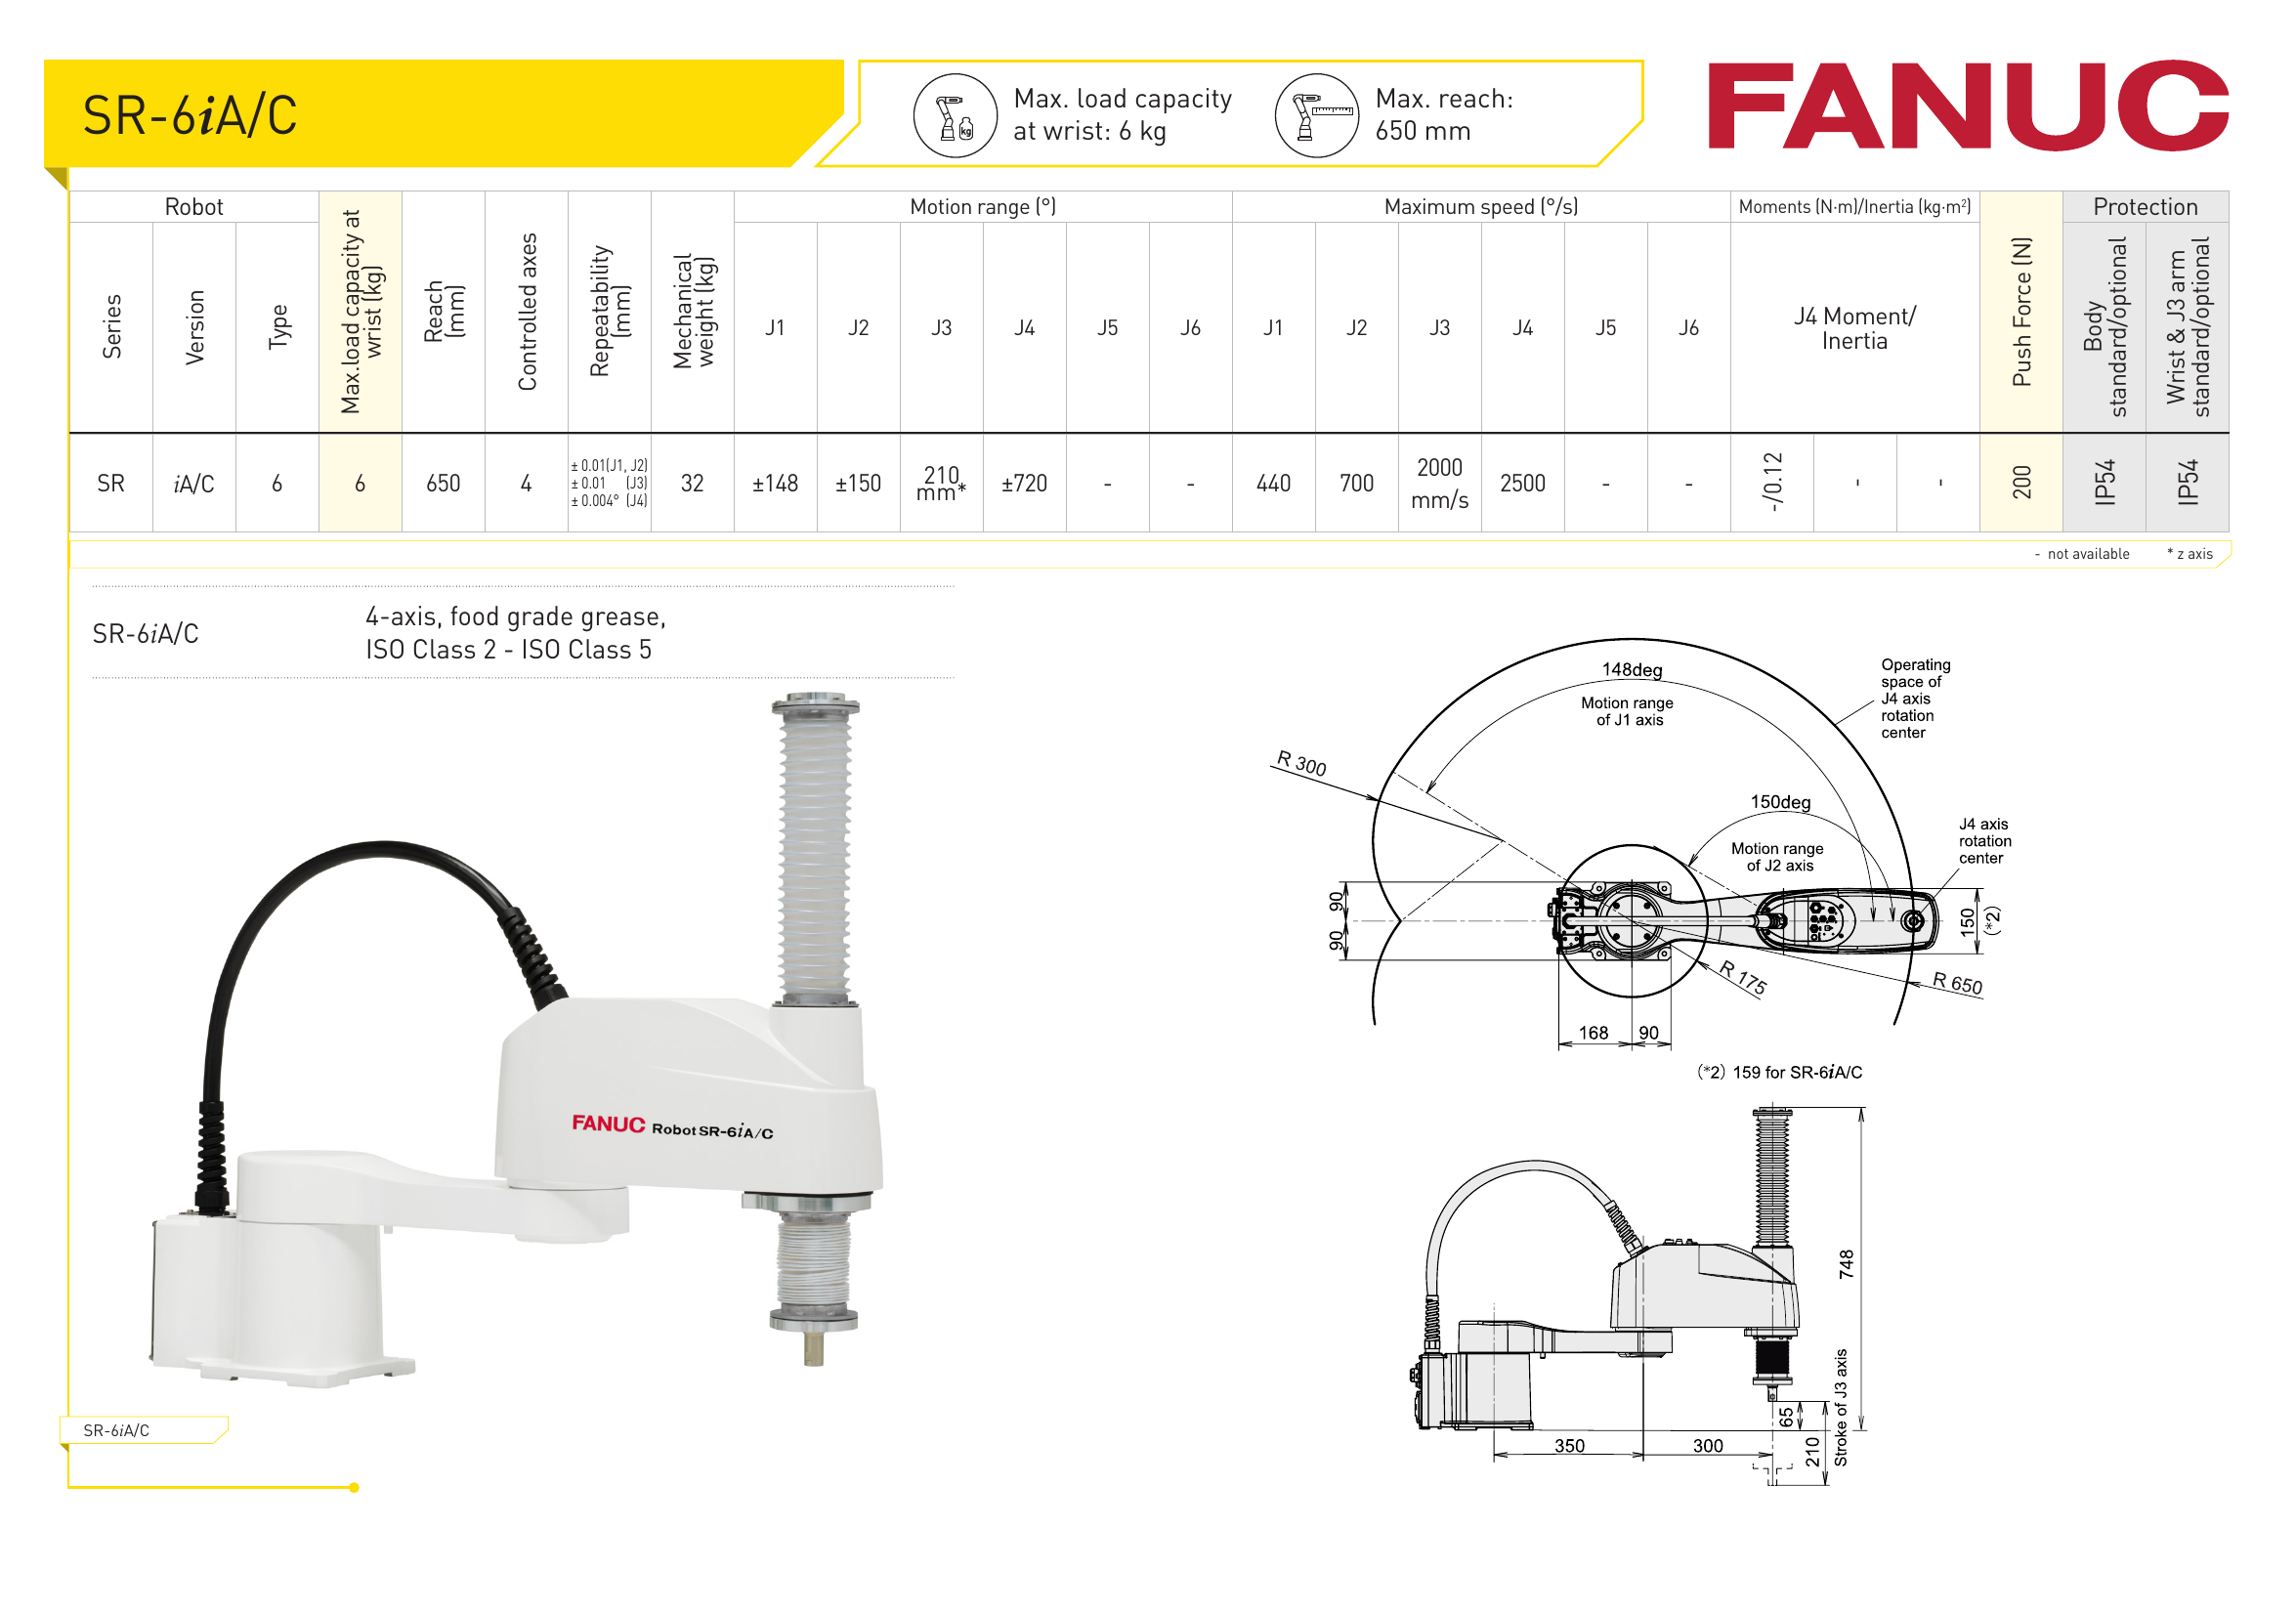 SR-6iA/C
Max. load capacity
at wrist: 6 kg
Max. reach:
650 mm
FANUC
Robot
Series
Version
Type
Max.load capacity at
wrist (kg)
Reach
(mm)
Controlled axes
Repeatability
(mm)
Mechanical
weight (kg)
Motion range (°)
J1 J2 J3 J4 J5 J6
Maximum speed (°/s)
J1 J2 J3 J4 J5 J6
Moments (N·m)/Inertia (kg·m²)
J4 Moment/
Inertia
Push Force (N)
Protection
Body
standard/optional
Wrist & J3 arm
standard/optional
SR
iA/C
6
6
650
4
± 0.01(J1, J2)
± 0.01 (J3)
± 0.004° (J4)
32
±148
±150
210
mm*
±720
-
-
440
700
2000
mm/s
2500
-
-
-/0.12
-
-
200
IP54
IP54
- not available * z axis
SR-6iA/C
4-axis, food grade grease,
ISO Class 2 - ISO Class 5
FANUC Robot SR-6iA/C
SR-6iA/C
148deg
Motion range
of J1 axis
Operating
space of
J4 axis
rotation
center
R 300
150deg
Motion range
of J2 axis
J4 axis
rotation
center
90
90
150
(*2)
R 175
R 650
168
90
(*2) 159 for SR-6iA/C
748
65
210
Stroke of J3 axis
350
300